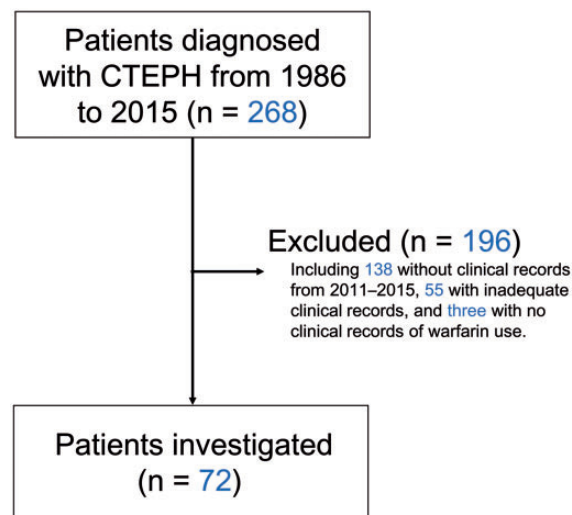 Patients diagnosed
with CTEPH from 1986
to 2015 (n = 268)
Excluded (n = 196)
Including 138 without clinical records
from 2011–2015, 55 with inadequate
clinical records, and three with no
clinical records of warfarin use.
Patients investigated
(n = 72)